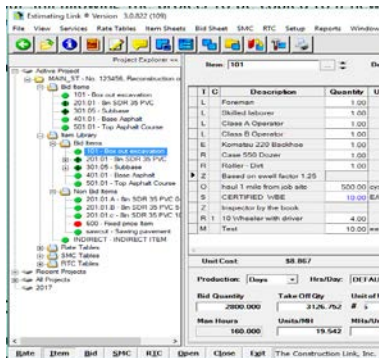 Estimating Link ® Version 3.0.822 (109)
File View Services Rate Tables Item Sheets Bid Sheet SMC RTC Setup Reports Window
Project Explorer <<
Active Project
MAIN_ST - No. 123456, Reconstruction o
Bid Items
101 - Box out excavation
201.01 - 8in SDR 35 PVC
301.05 - Subbase
401.01 - Base Asphalt
501.01 - Top Asphalt Course
Item Library
Bid Items
101 - Box out excavation
201.01 - 8in SDR 35 PVC
301.05 - Subbase
401.01 - Base Asphalt
501.01 - Top Asphalt Course
Non Bid Items
201.01.A - 8in SDR 35 PVC
201.01.B - 8in SDR 35 PVC
201.01.C - 8in SDR 35 PVC
600 - Fixed price item
sawcut - Sawing pavement
INDIRECT - INDIRECT ITEM
Rate Tables
SMC Tables
RTC Tables
Recent Projects
All Projects
2017
Item 101
T C Description Quantity U
L Foreman 1.00
L Skilled laborer 1.00
L Class A Operator 1.00
L Class B Operator 1.00
E Komatsu 220 Backhoe 1.00
R Case 550 Dozer 1.00
R Roller - Dirt 1.00
Z Based on swell factor 1.25
O haul 1 mile from job site 500.00
S CERTIFIED WBE 10.00
Z Inspector by the book
R 1 10 Wheeler with driver 4.00
M Test 10.00
Unit Cost: $8.867
Production: Days Hrs/Day: DEFAU
Bid Quantity Take Off Qty Unit of
2800.000 3126.752 #
Man Hours Units/MH MHs/Un
160.000 19.542
Rate Item Bid SMC RTC Open Close Exit The Construction Link, Inc.